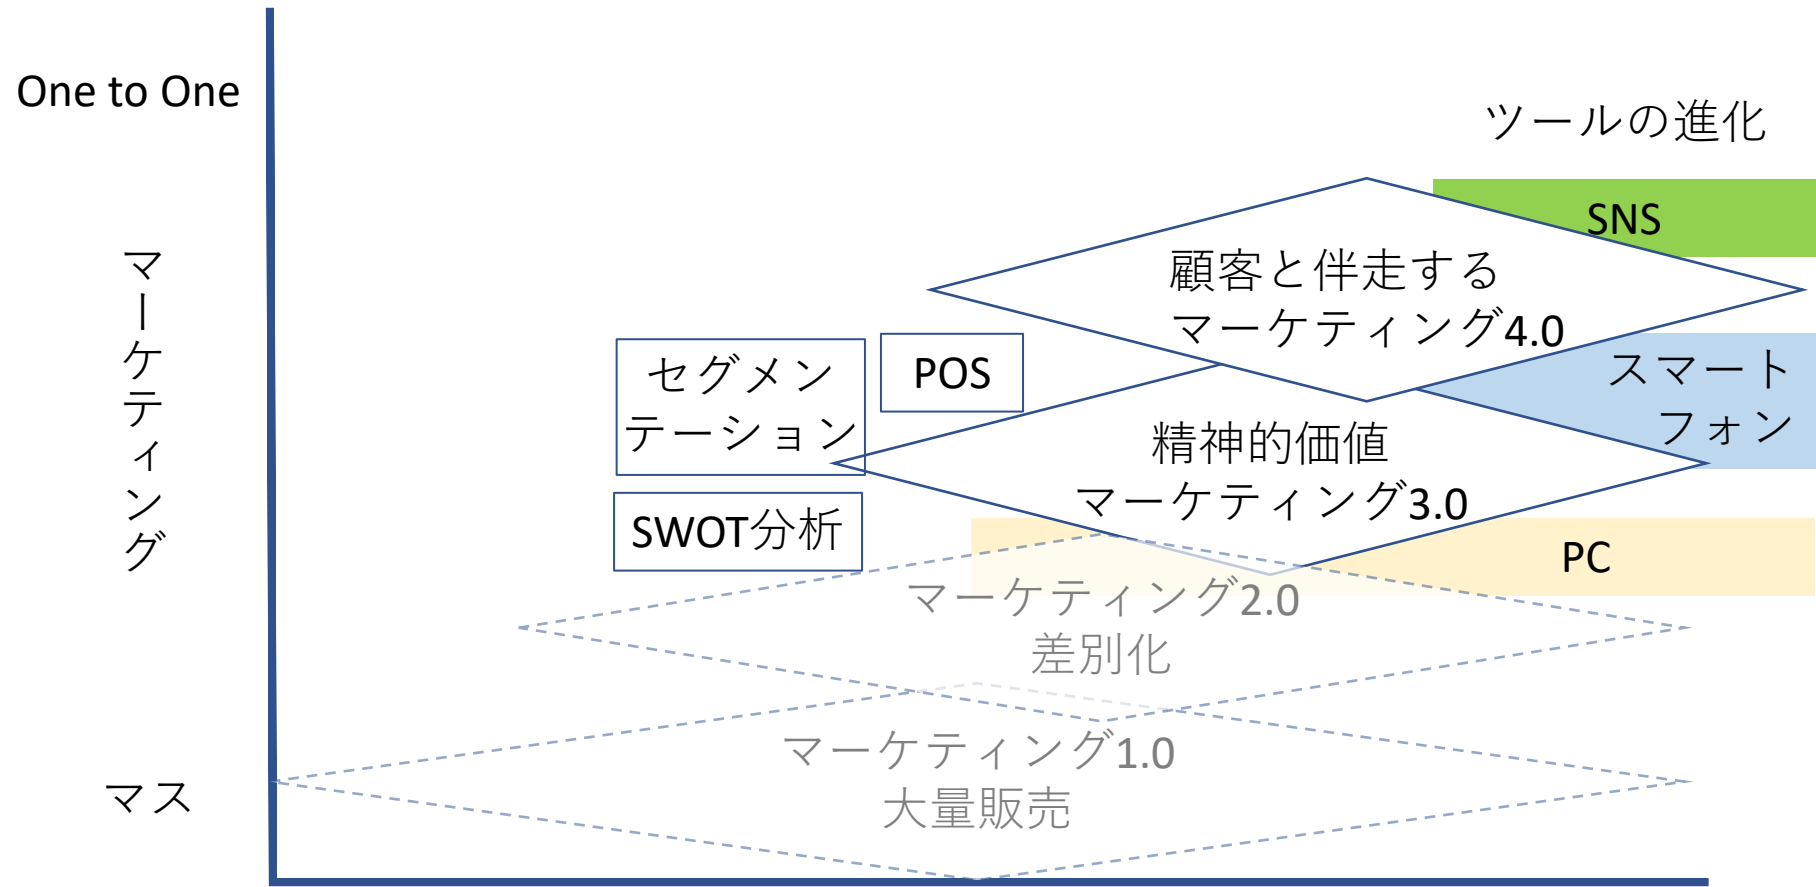 One to One
ツールの進化
SNS
マーケティング
顧客と伴走する
マーケティング4.0
セグメン
テーション
POS
スマート
フォン
精神的価値
マーケティング3.0
SWOT分析
PC
マーケティング2.0
差別化
マーケティング1.0
大量販売
マス